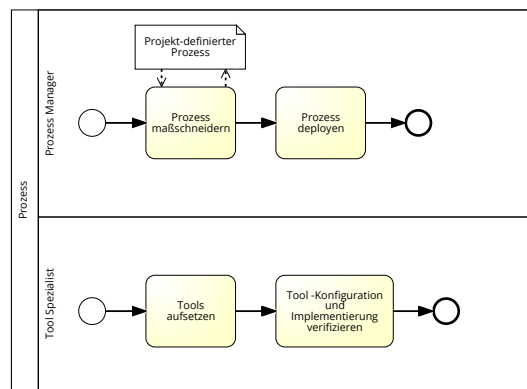 Prozess
Prozess Manager
Projekt-definierter
Prozess
Prozess
maßschneidern
Prozess
deployen
Tool Spezialist
Tools
aufsetzen
Tool -Konfiguration
und
Implementierung
verifizieren